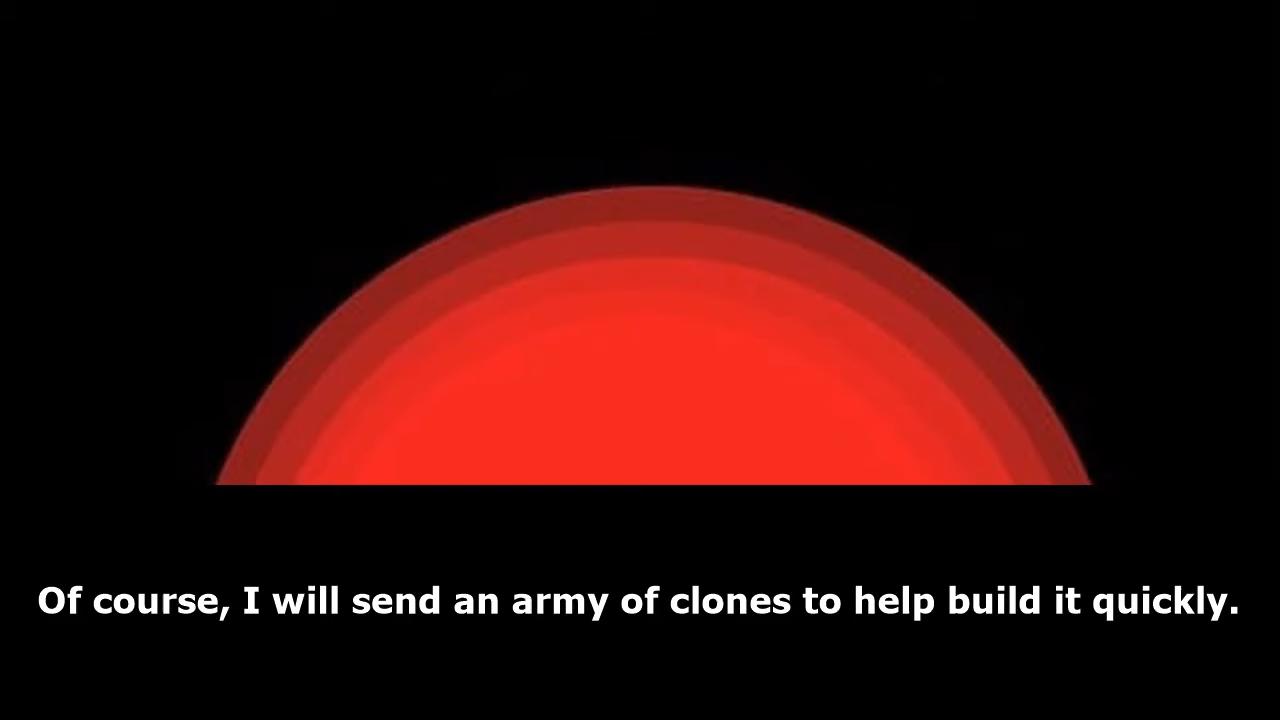 Of course, I will send an army of clones to help build it quickly.